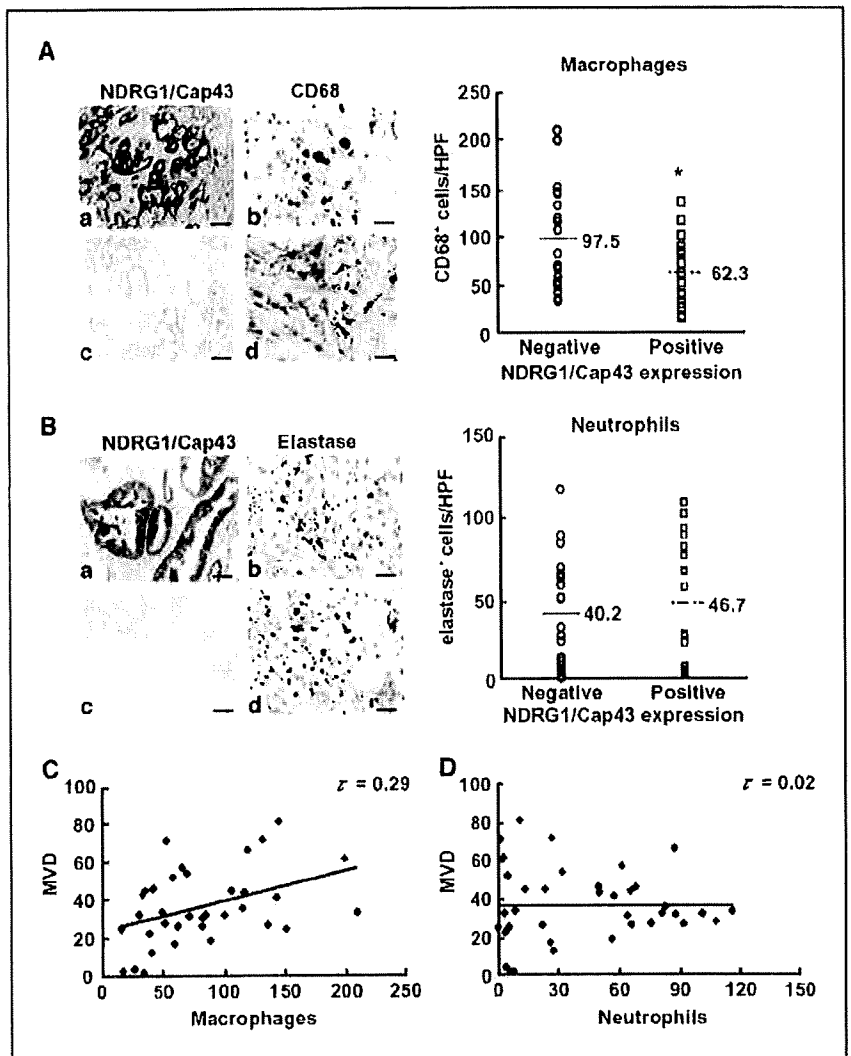 A
NDRG1/Cap43 CD68
a
b
c
d
Macrophages
CD68+ cells/HPF
250
200
150
100
50
0
*
97.5
62.3
Negative Positive
NDRG1/Cap43 expression
B
NDRG1/Cap43 Elastase
a
b
c
d
Neutrophils
elastase+ cells/HPF
150
100
50
0
40.2
46.7
Negative Positive
NDRG1/Cap43 expression
C
τ = 0.29
MVD
100
80
60
40
20
0
0 50 100 150 200 250
Macrophages
D
τ = 0.02
MVD
100
80
60
40
20
0
0 30 60 90 120 150
Neutrophils